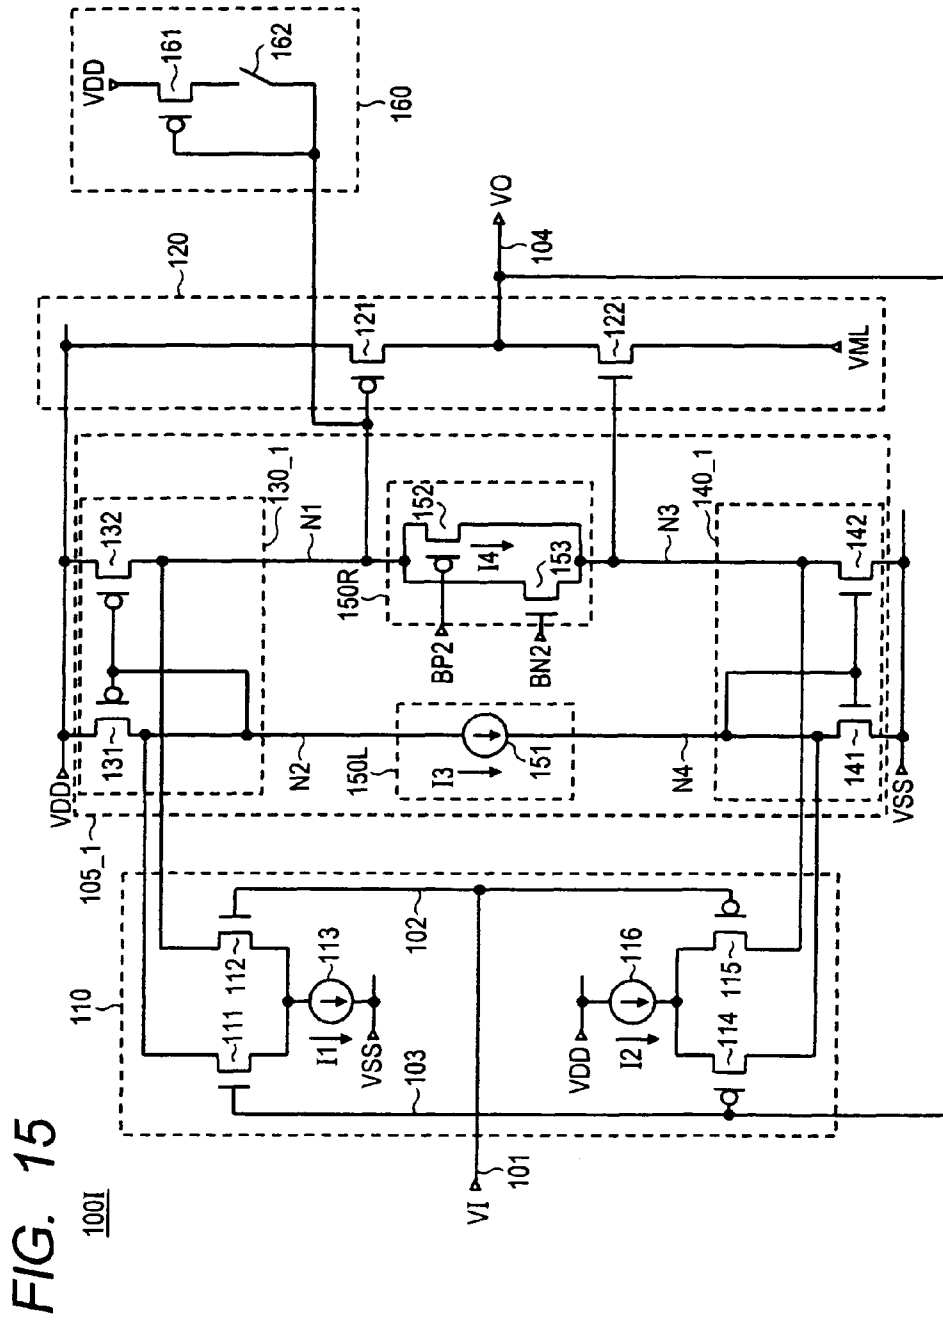 FIG. 15
100I
VDD
161
162
160
120
VO
104
121
122
VML
105_1
VDD
131
132
130_1
N1
N2
150R
152
I4
153
BP2
BN2
150L
I3
151
N3
N4
140_1
142
141
VSS
110
111
112
113
I1
VSS
102
103
VDD
116
I2
114
115
VI
101